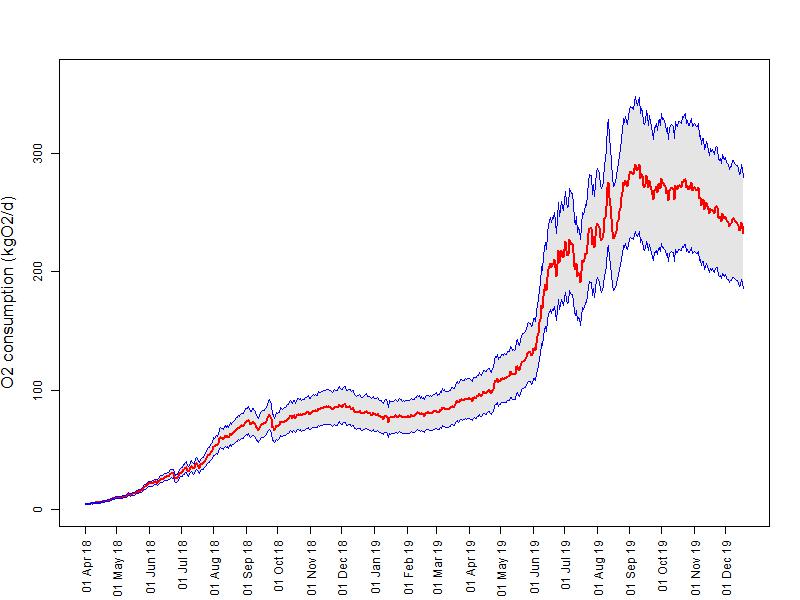 O2 consumption (kgO2/d)
300
200
100
0
01 Apr 18
01 May 18
01 Jun 18
01 Jul 18
01 Aug 18
01 Sep 18
01 Oct 18
01 Nov 18
01 Dec 18
01 Jan 19
01 Feb 19
01 Mar 19
01 Apr 19
01 May 19
01 Jun 19
01 Jul 19
01 Aug 19
01 Sep 19
01 Oct 19
01 Nov 19
01 Dec 19